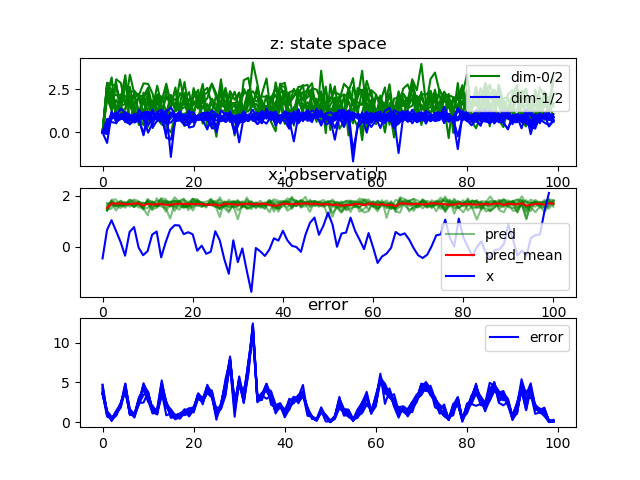 z: state space
2.5
0.0
dim-0/2
dim-1/2
0 20 40 60 80 100
x: observation
2
0
pred
pred_mean
x
0 20 40 60 80 100
error
10
5
0
error
0 20 40 60 80 100